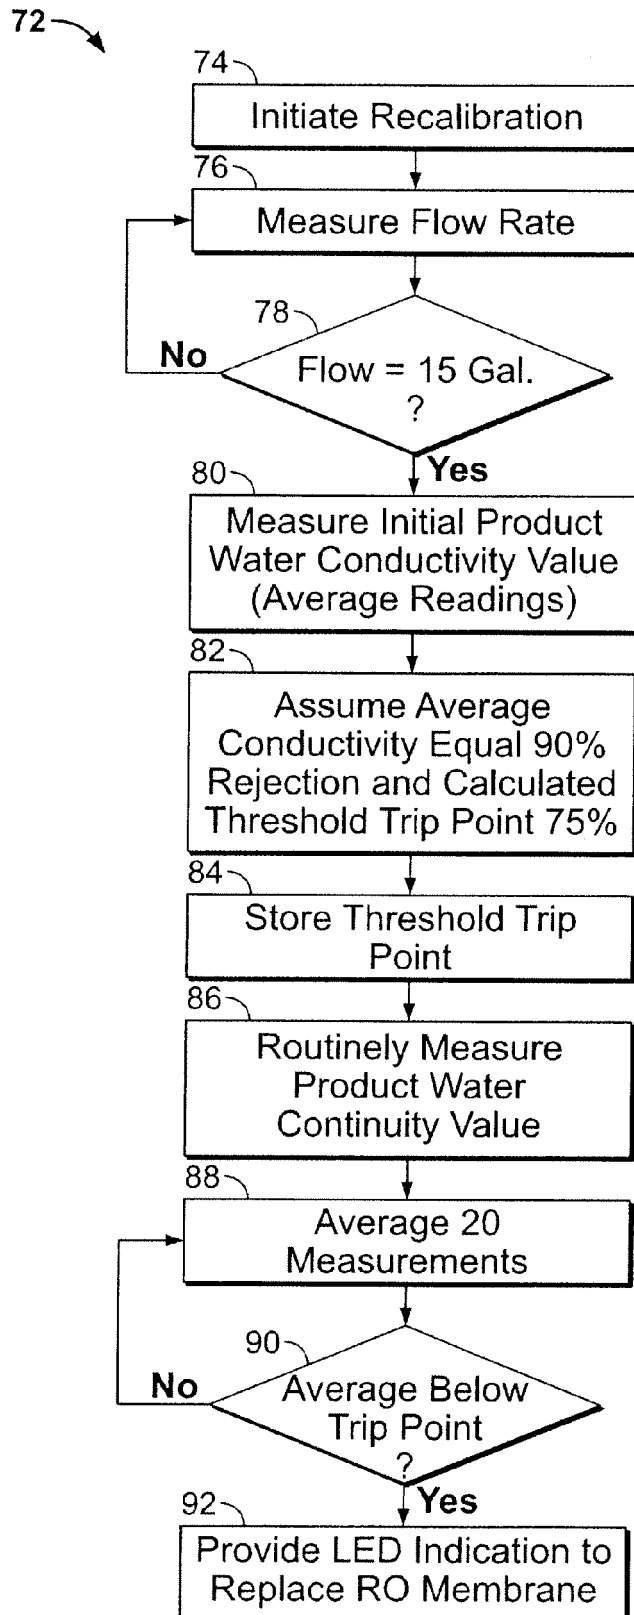 72
74
Initiate Recalibration
76
Measure Flow Rate
78
No
Flow = 15 Gal.
?
Yes
80
Measure Initial Product
Water Conductivity Value
(Average Readings)
82
Assume Average
Conductivity Equal 90%
Rejection and Calculated
Threshold Trip Point 75%
84
Store Threshold Trip
Point
86
Routinely Measure
Product Water
Continuity Value
88
Average 20
Measurements
90
No
Average Below
Trip Point
?
Yes
92
Provide LED Indication to
Replace RO Membrane